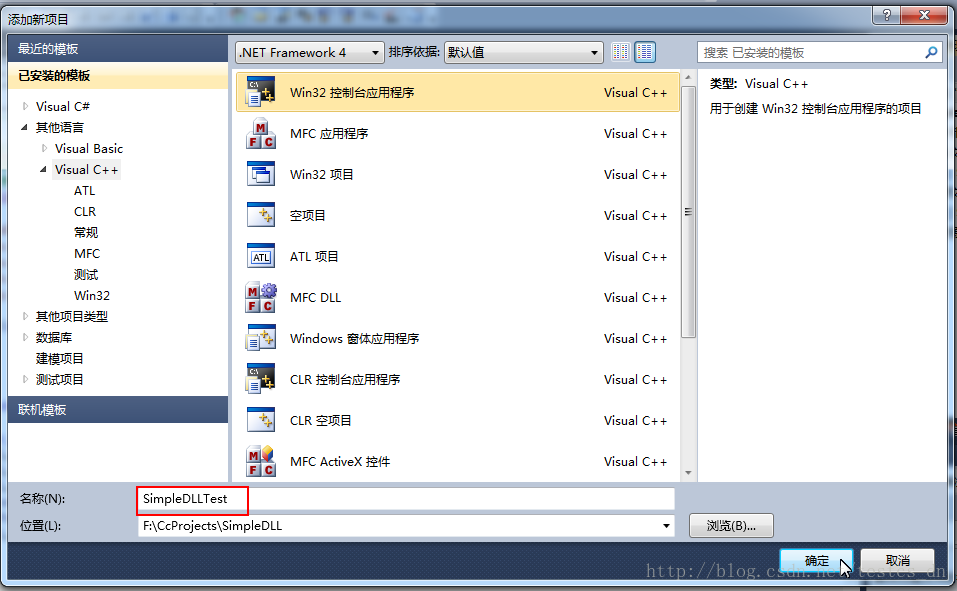 添加新项目
最近的模板
已安装的模板
Visual C#
其他语言
Visual Basic
Visual C++
ATL
CLR
常规
MFC
测试
Win32
其他项目类型
数据库
建模项目
测试项目
联机模板
.NET Framework 4 排序依据: 默认值
Win32 控制台应用程序 Visual C++
MFC 应用程序 Visual C++
Win32 项目 Visual C++
空项目 Visual C++
ATL 项目 Visual C++
MFC DLL Visual C++
Windows 窗体应用程序 Visual C++
CLR 控制台应用程序 Visual C++
CLR 空项目 Visual C++
MFC ActiveX 控件 Visual C++
搜索 已安装的模板
类型: Visual C++
用于创建 Win32 控制台应用程序的项目
名称(N): SimpleDLLTest
位置(L): F:\CcProjects\SimpleDLL 浏览(B)...
确定 取消
http://blog.csdn.net/testcs_dn